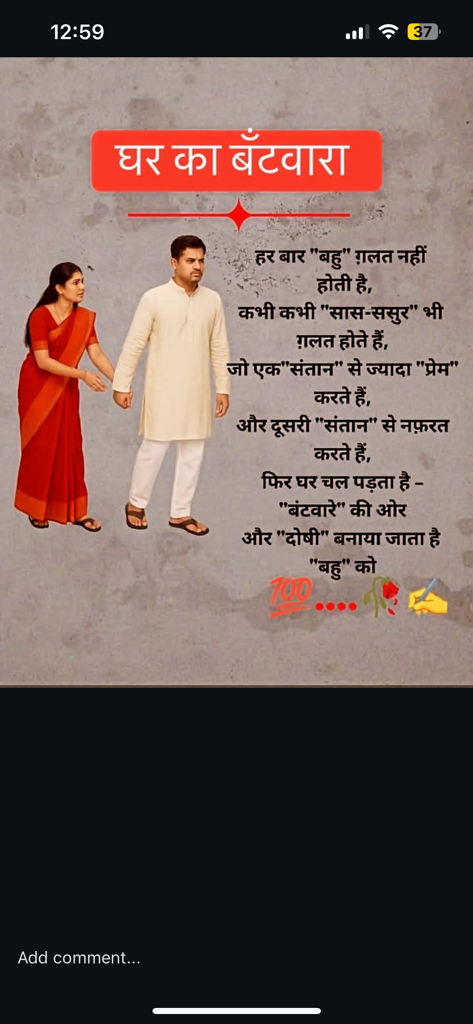 12:59
37
घर का बँटवारा
हर बार "बहु" ग़लत नहीं
होती है,
कभी कभी "सास-ससुर" भी
ग़लत होते हैं,
जो एक"संतान" से ज्यादा "प्रेम"
करते हैं,
और दूसरी "संतान" से नफ़रत
करते हैं,
फिर घर चल पड़ता है –
"बंटवारे" की ओर
और "दोषी" बनाया जाता है
"बहु" को
💯....🥀✍️
Add comment...